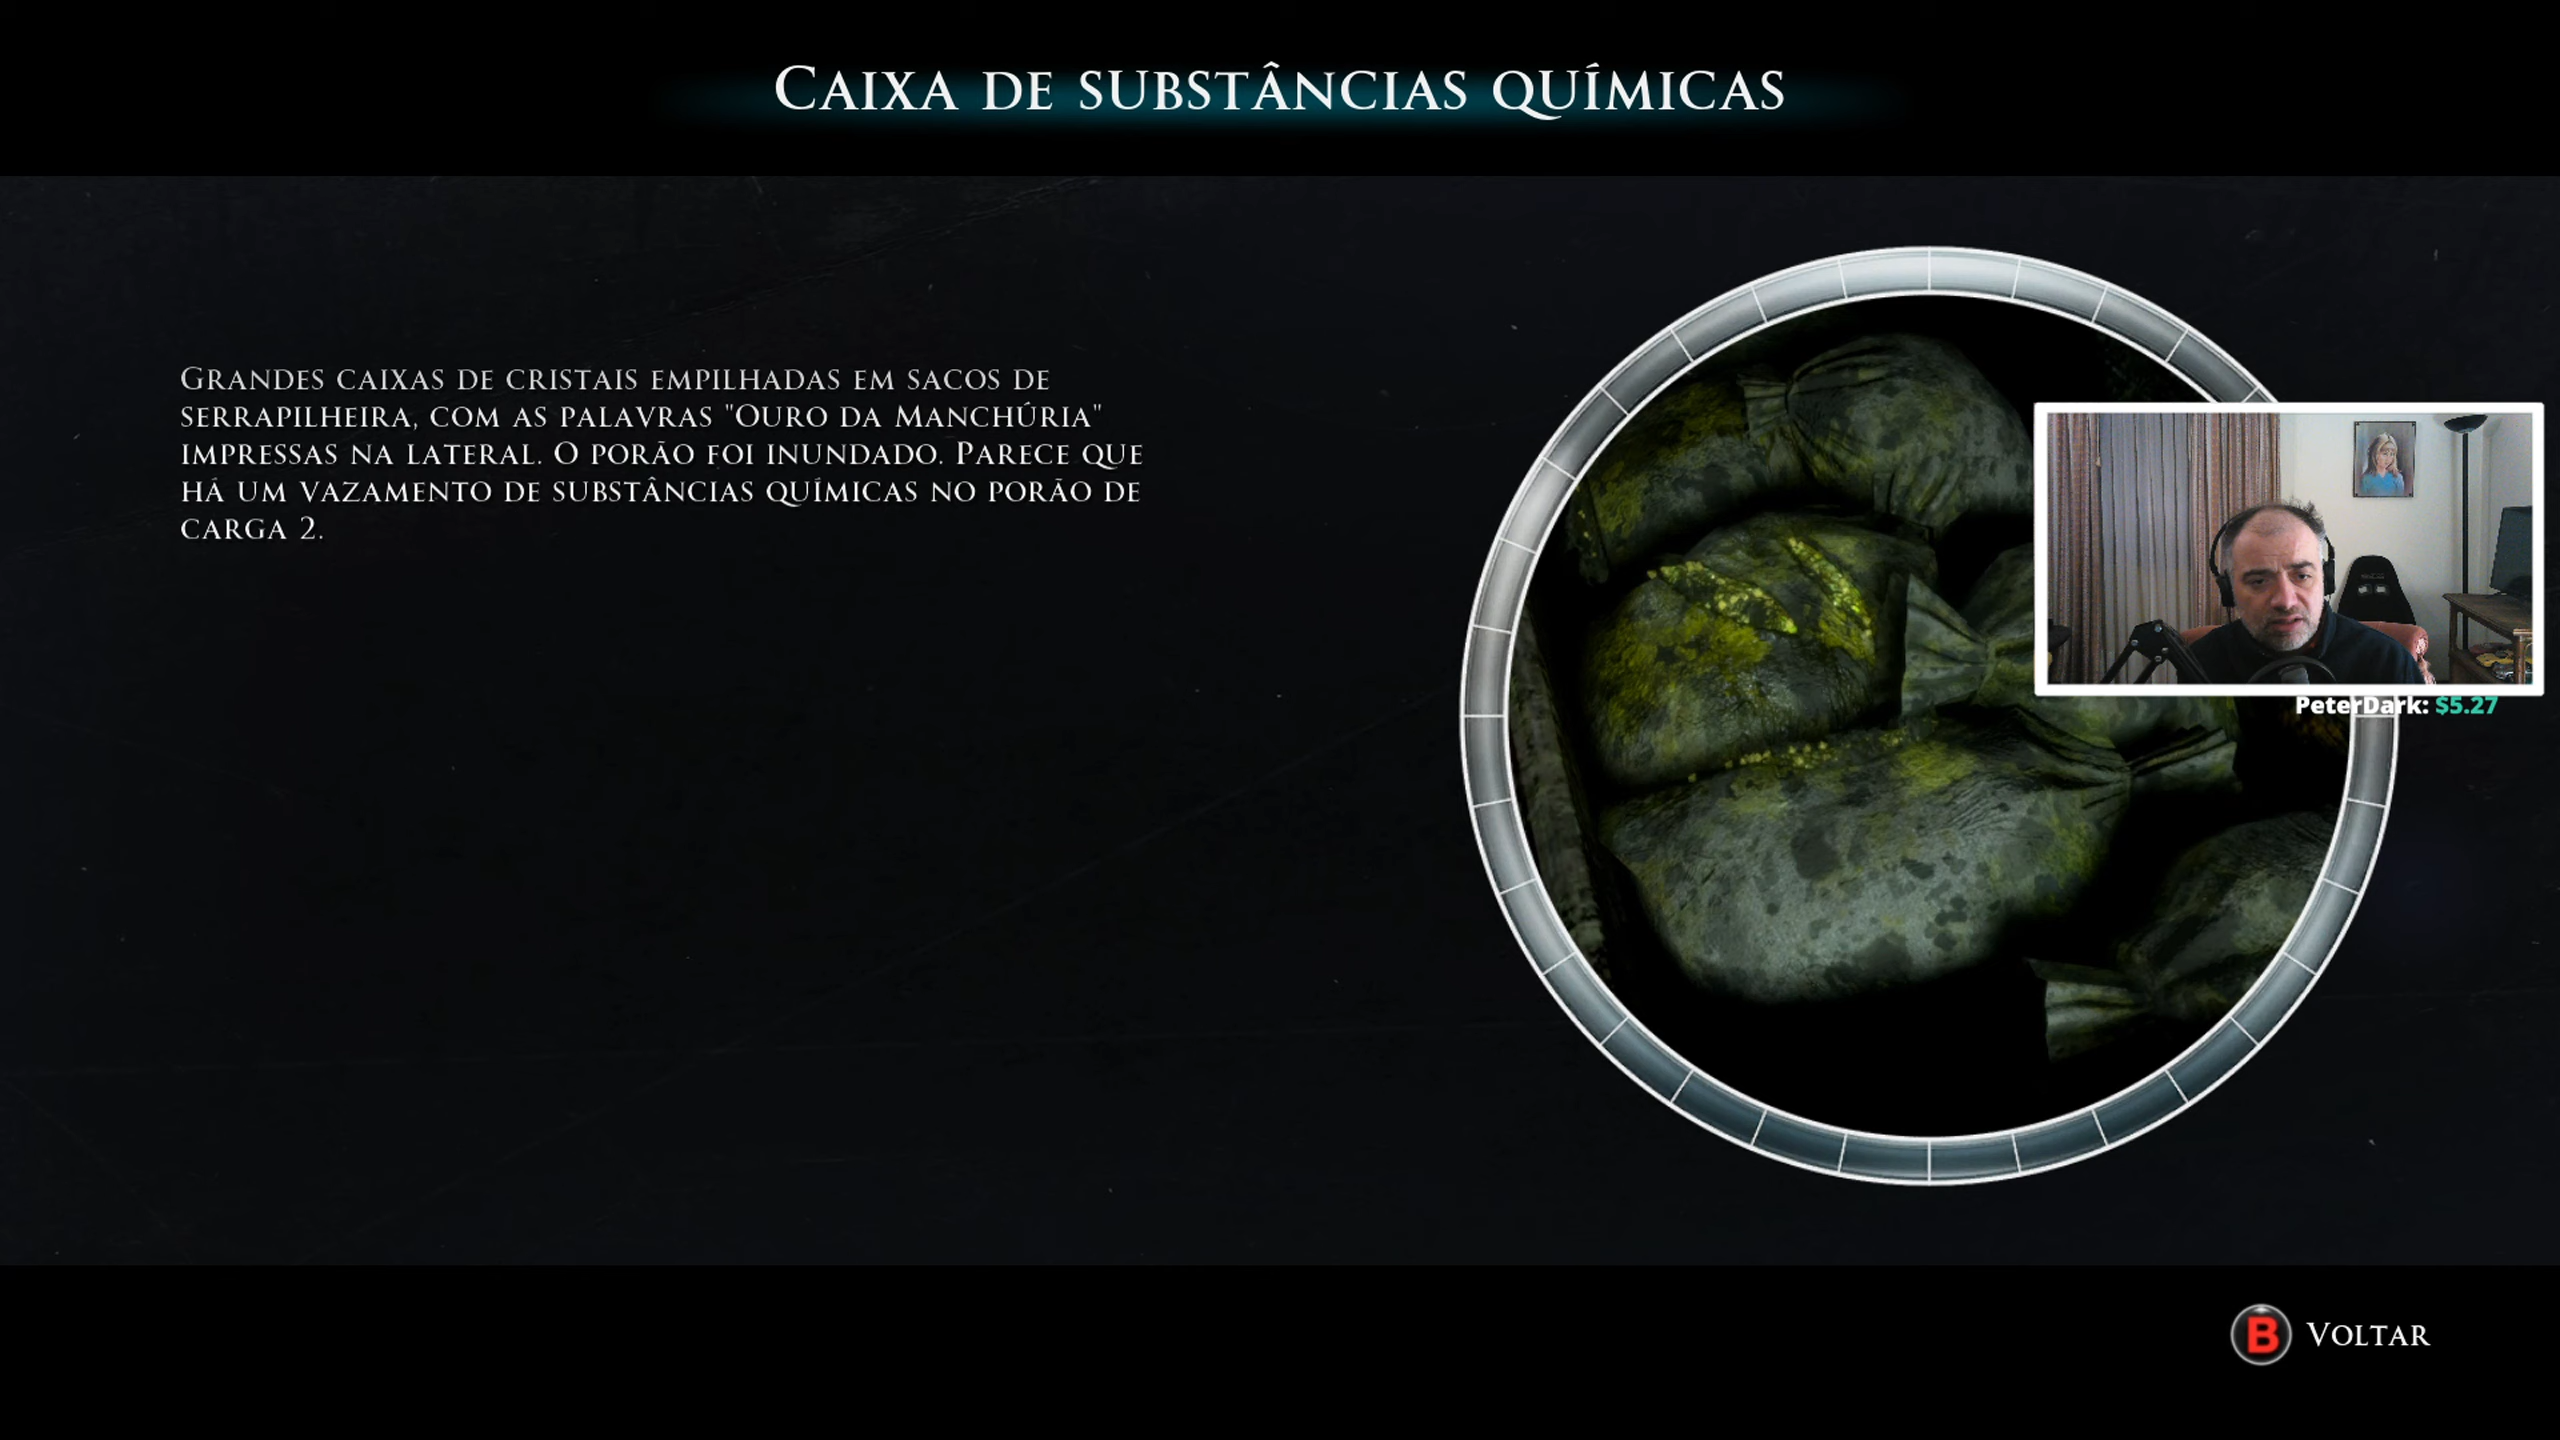 Caixa de substâncias químicas
Grandes caixas de cristais empilhadas em sacos de
serrapilheira, com as palavras "Ouro da Manchúria"
impressas na lateral. O porão foi inundado. Parece que
há um vazamento de substâncias químicas no porão de
carga 2.
PeterDark: $5.27
B Voltar